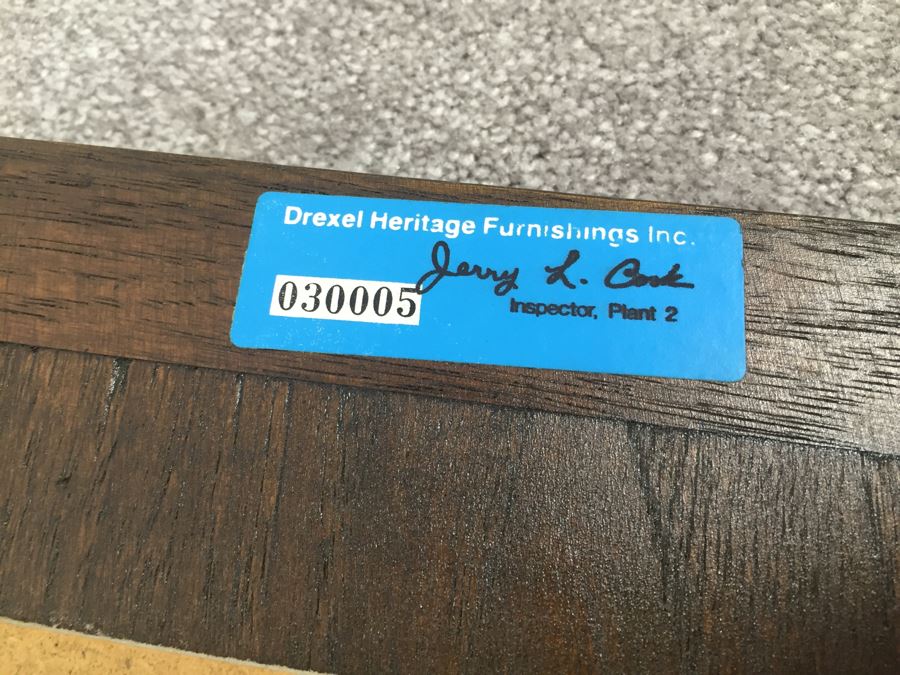 Drexel Heritage Furnishings Inc.
Jerry L. Cook
030005
Inspector, Plant 2